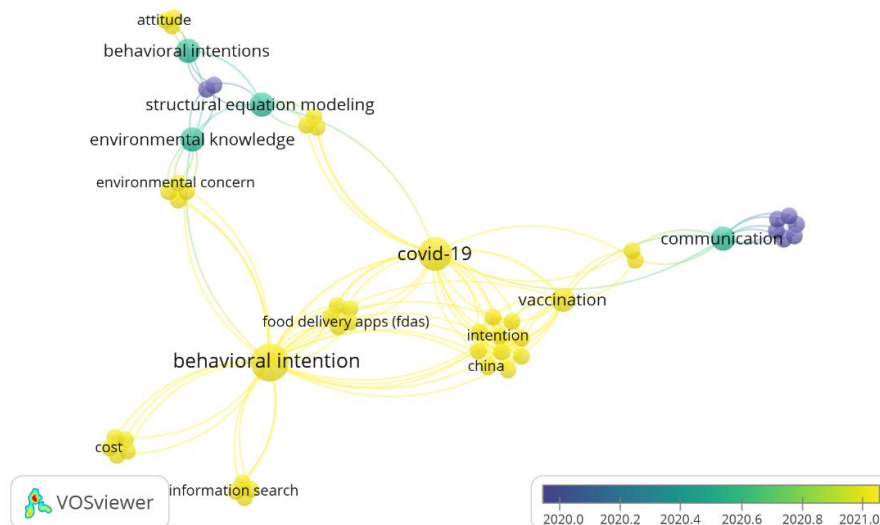 attitude
behavioral intentions
structural equation modeling
environmental knowledge
environmental concern
communication
covid-19
vaccination
food delivery apps (fdas)
intention
behavioral intention
china
cost
information search
VOSviewer
2020.0 2020.2 2020.4 2020.6 2020.8 2021.0